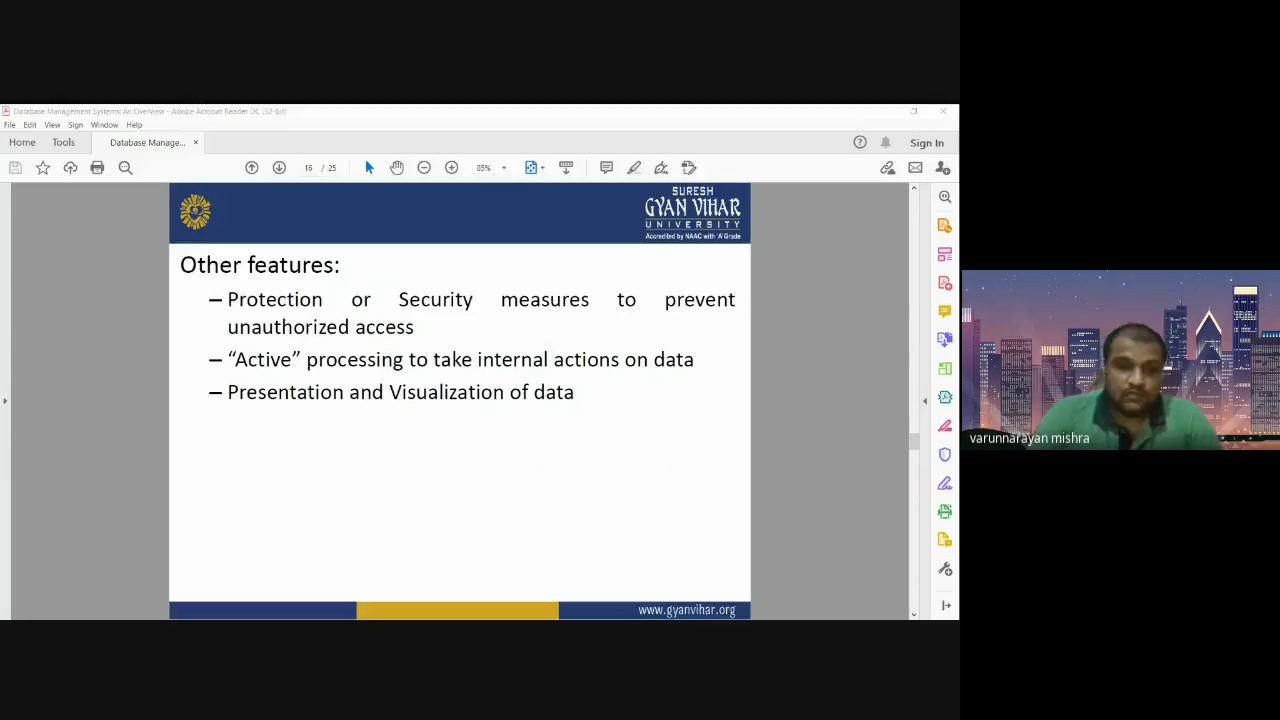 Database Management Systems: An Overview - Adobe Acrobat Reader DC (32-bit)
File Edit View Sign Window Help
Home Tools Database Manage... × Sign In
16 / 25 85%
SURESH
GYAN VIHAR
UNIVERSITY
Accredited by NAAC with 'A' Grade
Other features:
– Protection or Security measures to prevent
unauthorized access
– “Active” processing to take internal actions on data
– Presentation and Visualization of data
www.gyanvihar.org
varunnarayan mishra